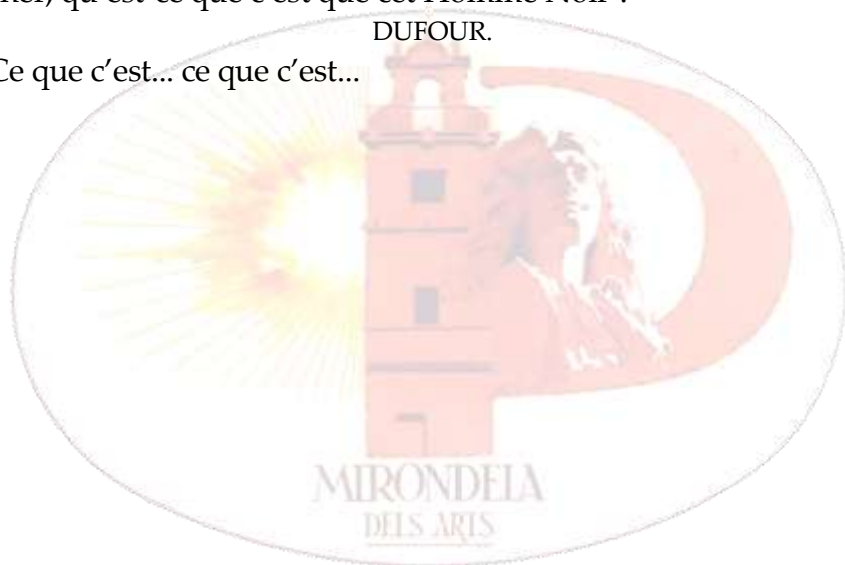 qu'est-ce que c'est que cet Homme Noir ?
DUFOUR.
Ce que c'est... ce que c'est...
MIRONDELA
DELS ARTS